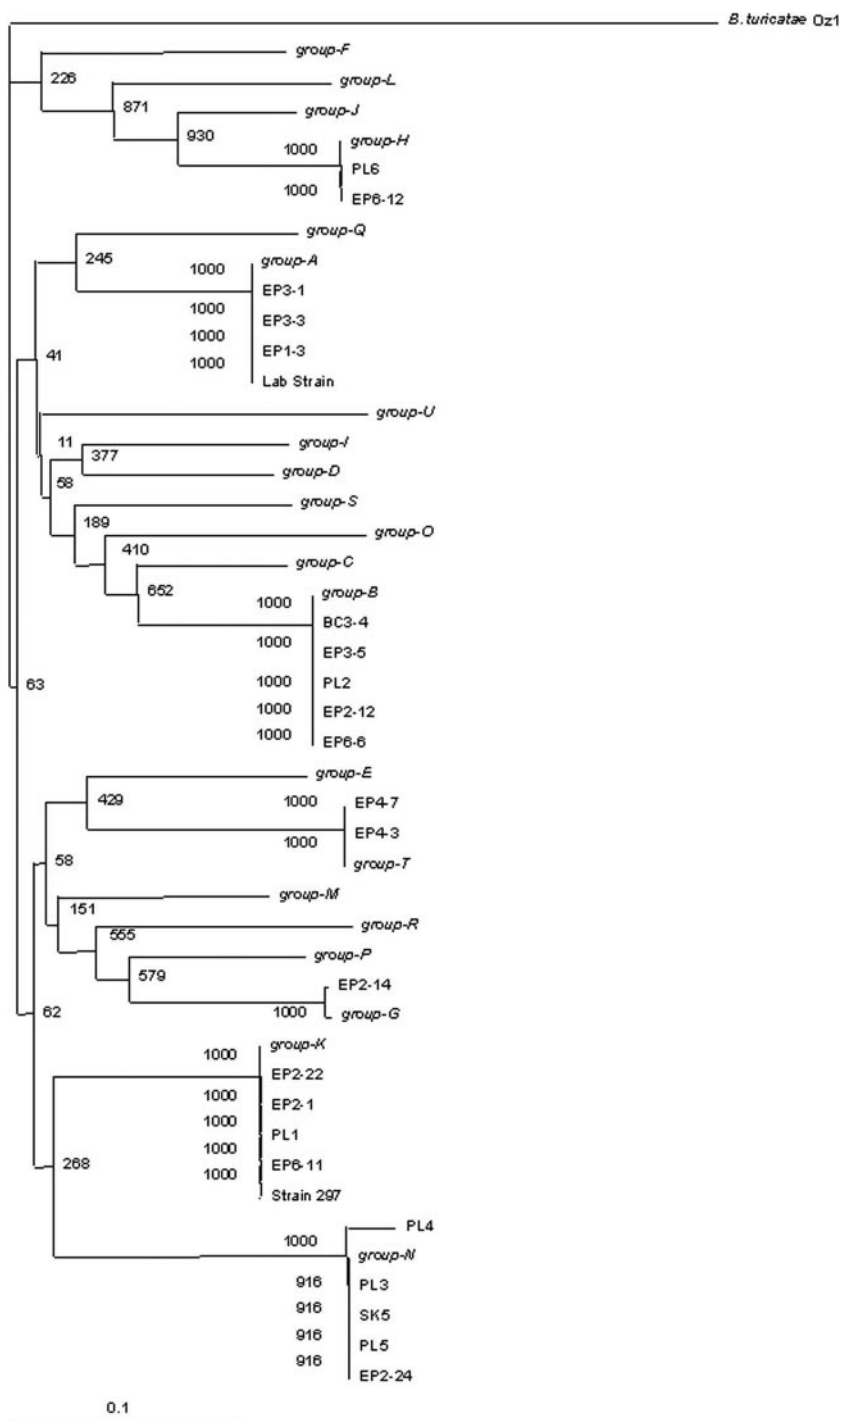 B. turicatae Oz1
group-F
226
group-L
871
group-J
930
group-H
1000
PL6
1000
EP6-12
group-Q
245
group-A
1000
EP3-1
1000
EP3-3
1000
EP1-3
1000
Lab Strain
41
group-U
11
group-I
377
group-D
58
group-S
189
group-O
410
group-C
652
group-B
1000
BC3-4
1000
EP3-5
1000
PL2
1000
EP2-12
1000
EP6-6
63
group-E
429
1000
EP4-7
EP4-3
1000
group-T
58
group-M
151
group-R
555
group-P
579
EP2-14
1000
group-G
62
group-K
1000
EP2-22
1000
EP2-1
1000
PL1
1000
EP6-11
1000
Strain 297
268
PL4
1000
group-N
916
PL3
916
SK5
916
PL5
916
EP2-24
0.1